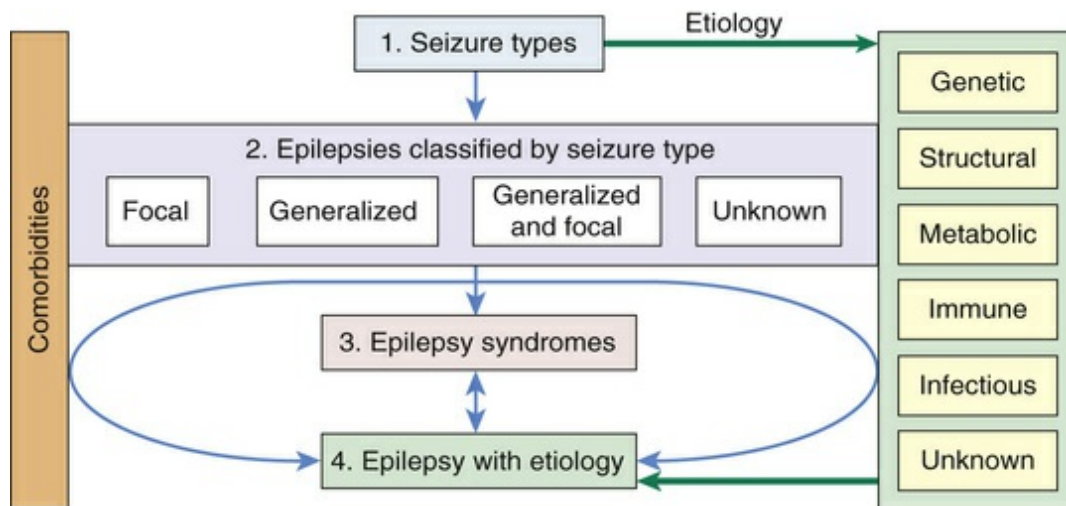 Comorbidities
1. Seizure types
Etiology
2. Epilepsies classified by seizure type
Focal
Generalized
Generalized
and focal
Unknown
3. Epilepsy syndromes
4. Epilepsy with etiology
Genetic
Structural
Metabolic
Immune
Infectious
Unknown